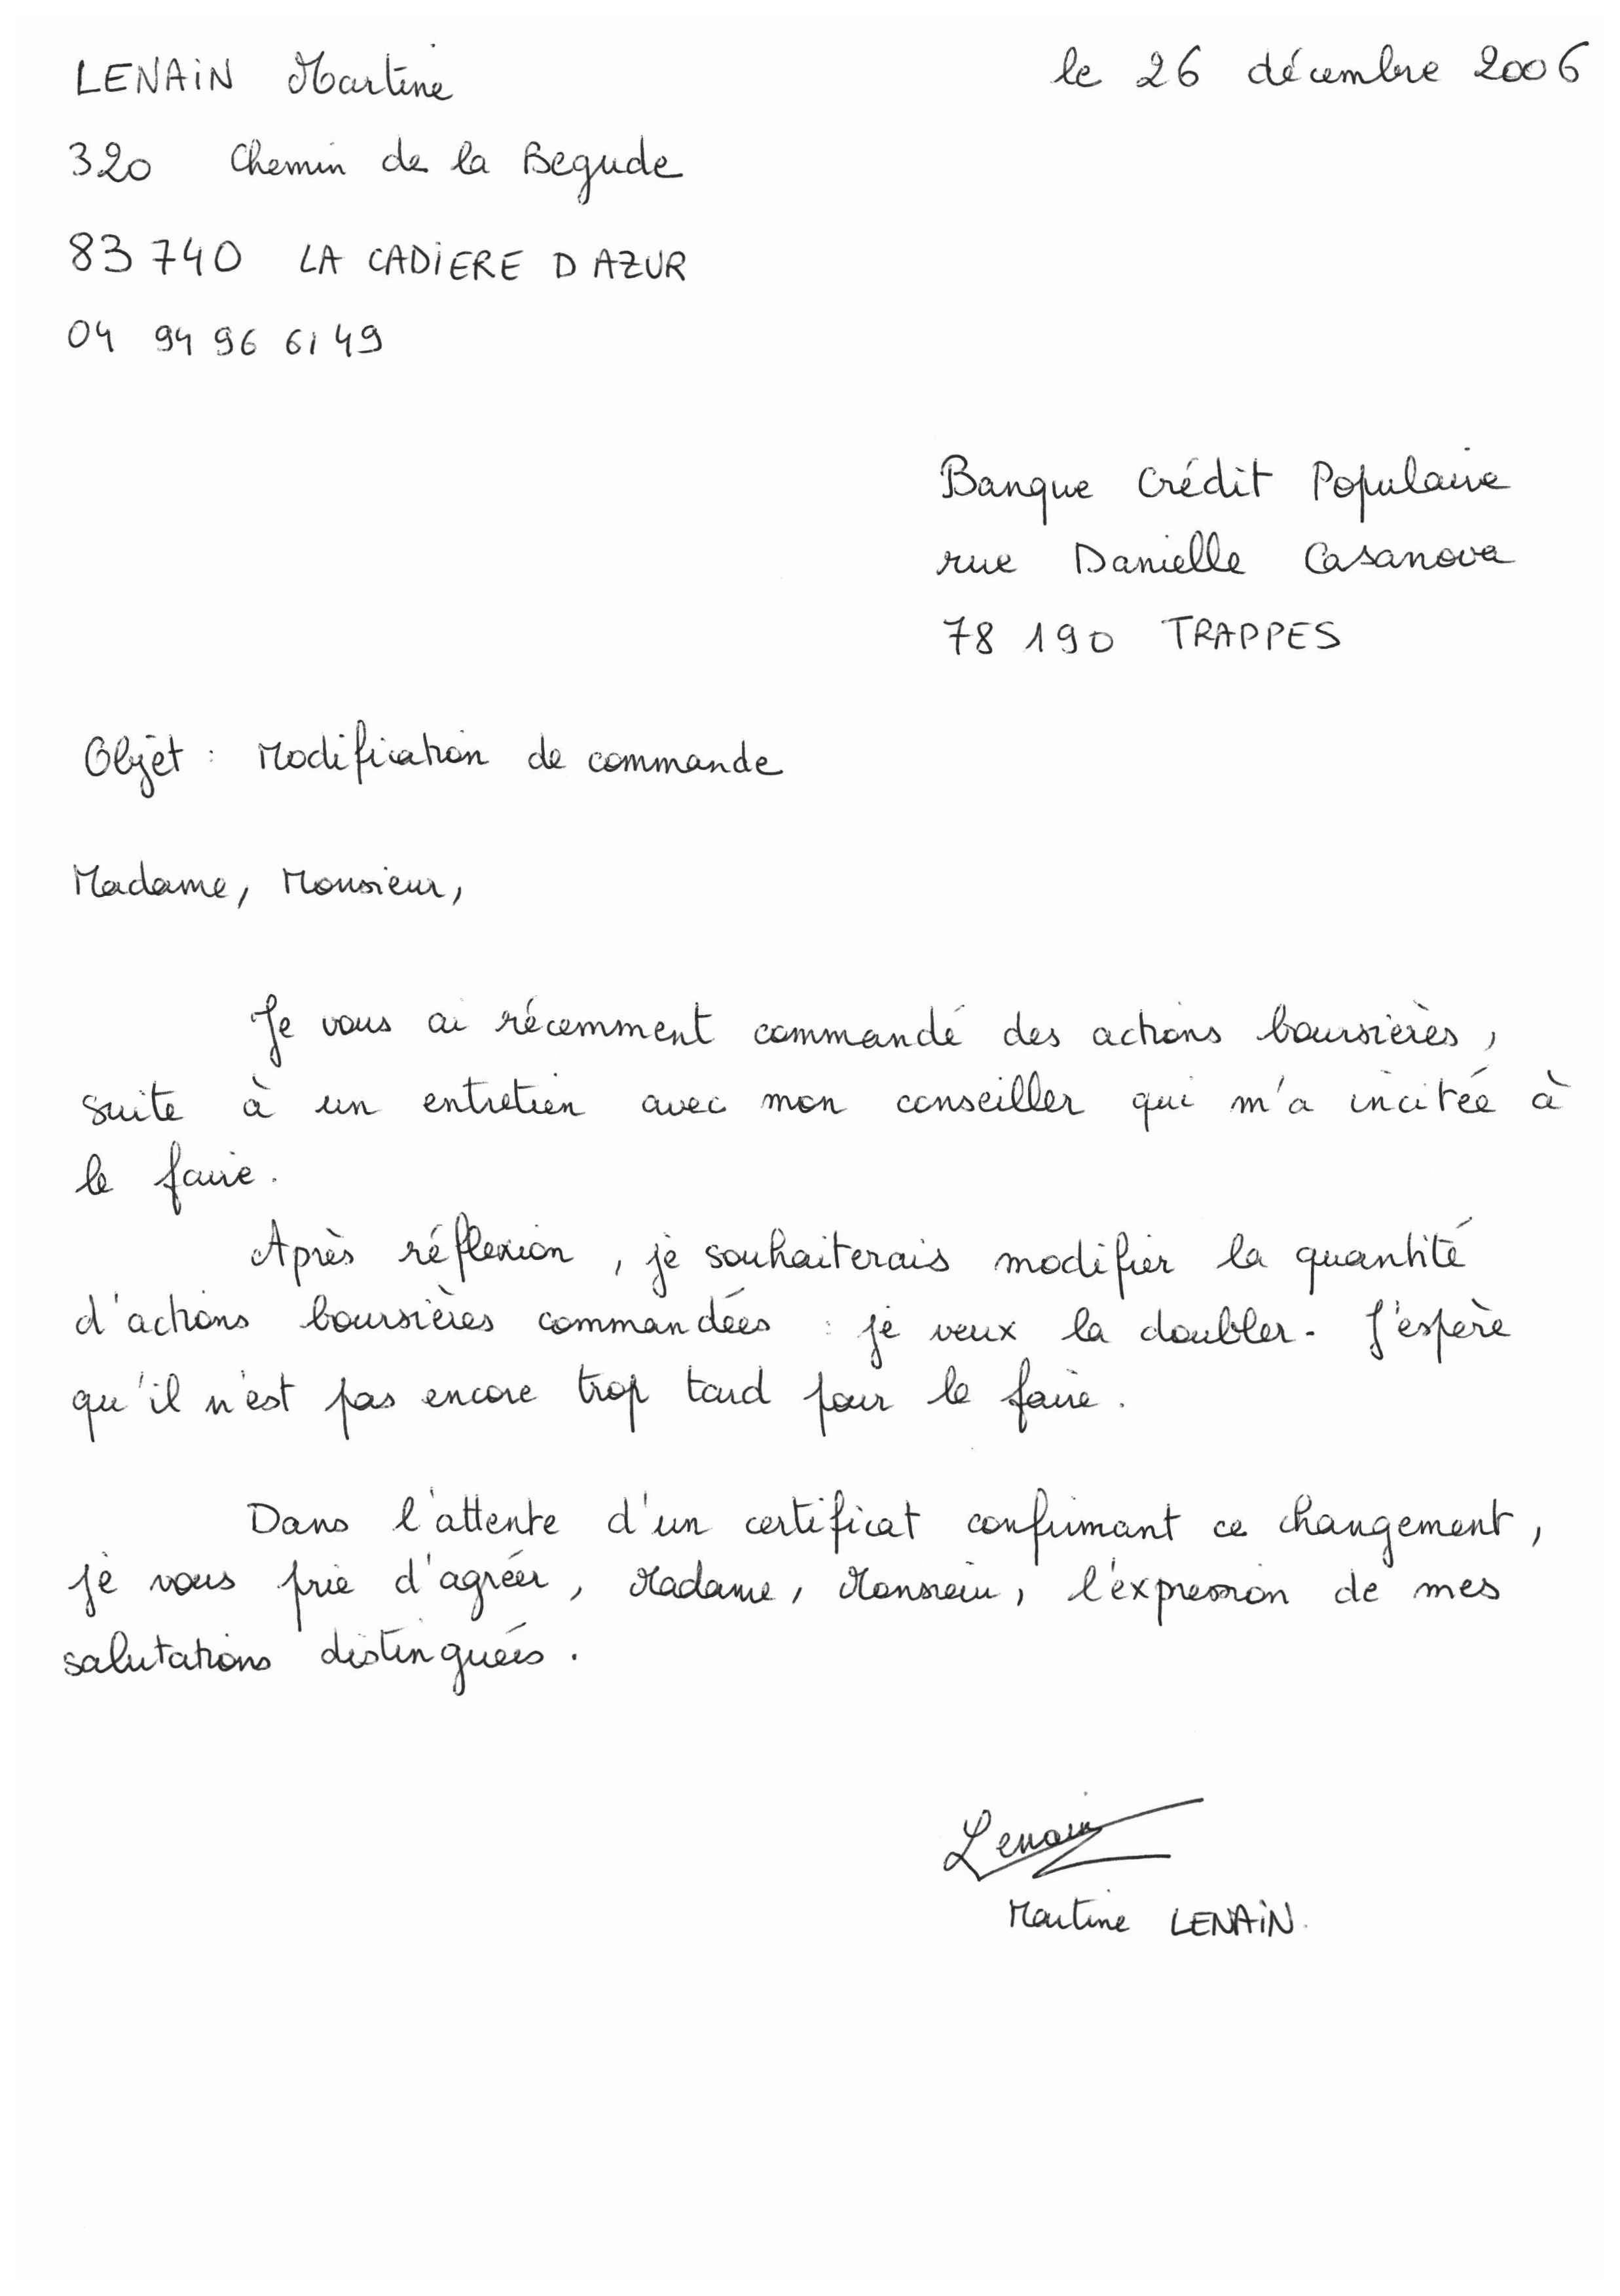 LENAIN Martine
le 26 décembre 2006
320 Chemin de la Begude
83 740 LA CADIERE D AZUR
04 94 96 61 49
Banque Crédit Populaire
rue Danielle Casanova
78 190 TRAPPES
Objet : Modification de commande
Madame, Monsieur,
Je vous ai récemment commandé des actions boursières,
suite à un entretien avec mon conseiller qui m'a incitée à
le faire.
Après réflexion, je souhaiterais modifier la quantité
d'actions boursières commandées : je veux la doubler. J'espère
qu'il n'est pas encore trop tard pour le faire.
Dans l'attente d'un certificat confirmant ce changement,
je vous prie d'agréer, Madame, Monsieur, l'expression de mes
salutations distinguées.
Lenain
Martine LENAIN.